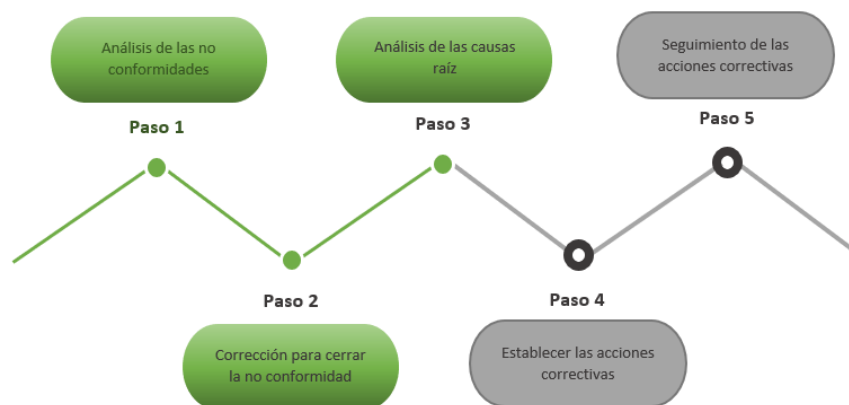 Análisis de las no
conformidades
Paso 1
Paso 2
Corrección para cerrar
la no conformidad
Análisis de las causas
raíz
Paso 3
Paso 4
Establecer las acciones
correctivas
Seguimiento de las
acciones correctivas
Paso 5